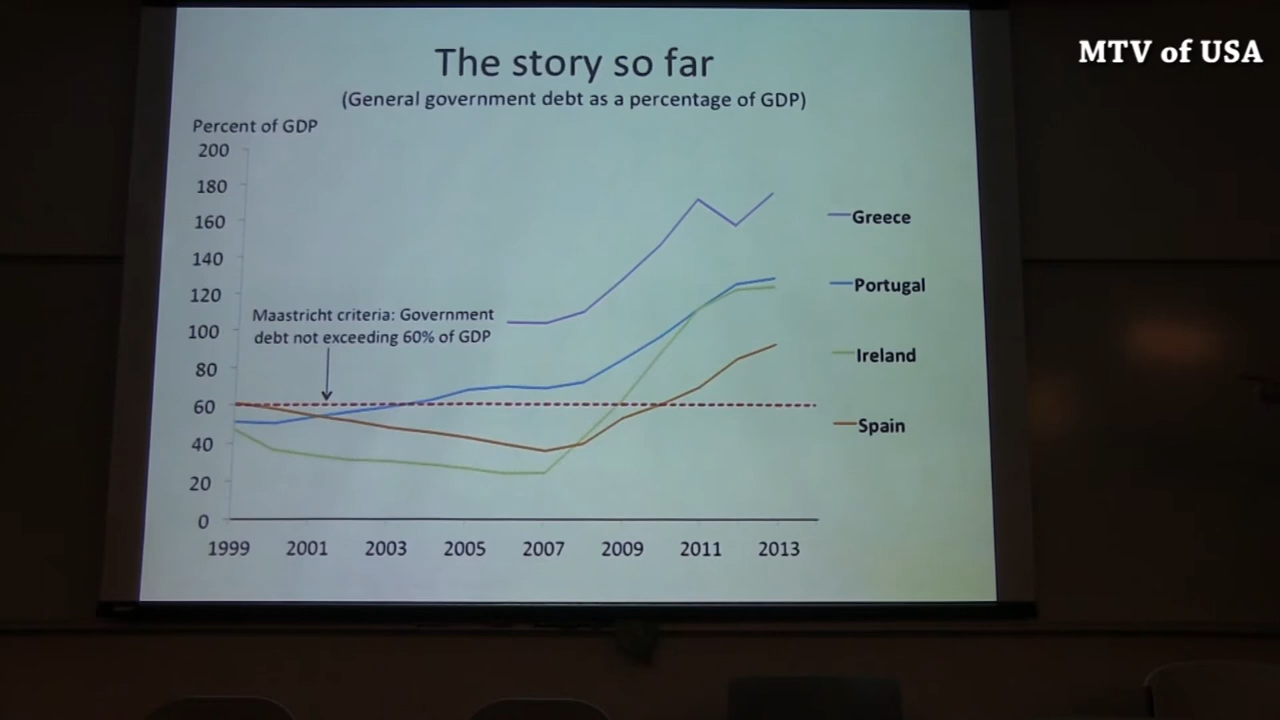 MTV of USA
The story so far
(General government debt as a percentage of GDP)
Percent of GDP
200
180
160
140
120
100
80
60
40
20
0
Maastricht criteria: Government
debt not exceeding 60% of GDP
Greece
Portugal
Ireland
Spain
1999 2001 2003 2005 2007 2009 2011 2013